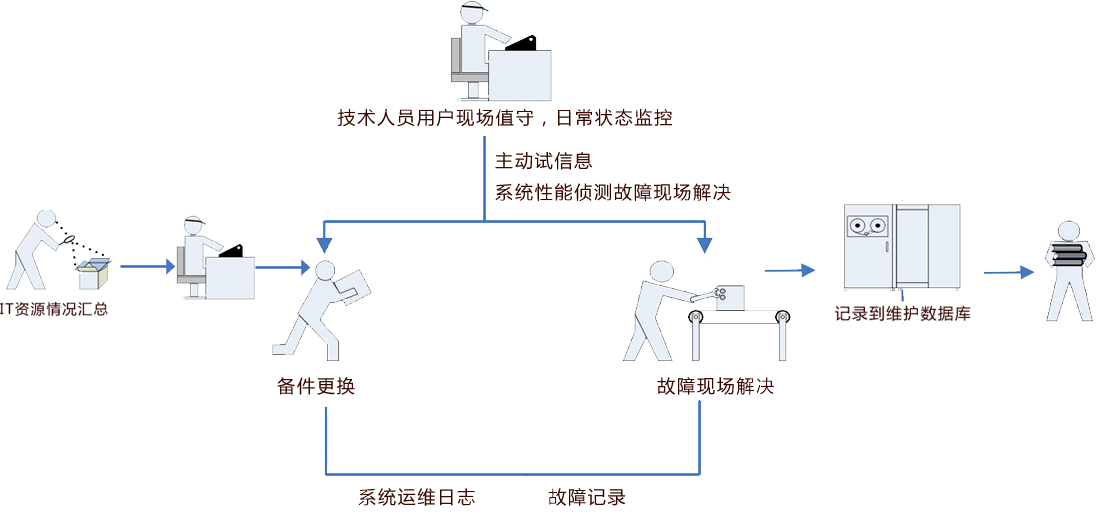 技术人员用户现场值守，日常状态监控
主动试信息
系统性能侦测故障现场解决
IT资源情况汇总
记录到维护数据库
备件更换
故障现场解决
系统运维日志
故障记录